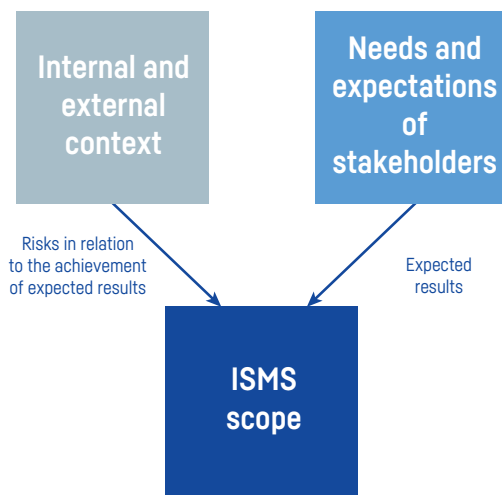 Internal and
external
context
Needs and
expectations
of
stakeholders
Risks in relation
to the achievement
of expected results
Expected
results
ISMS
scope